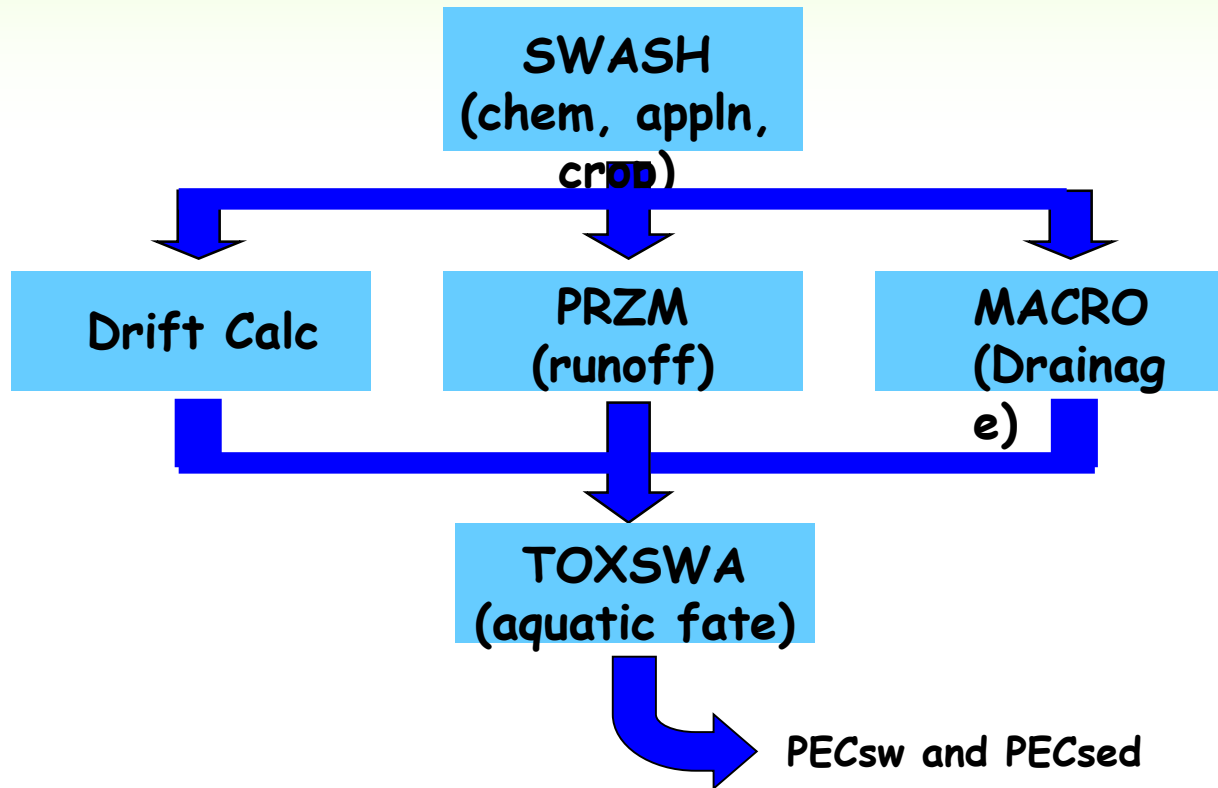 SWASH
(chem, appln,
crop)
Drift Calc
PRZM
(runoff)
MACRO
(Drainag
e)
TOXSWA
(aquatic fate)
PECsw and PECsed